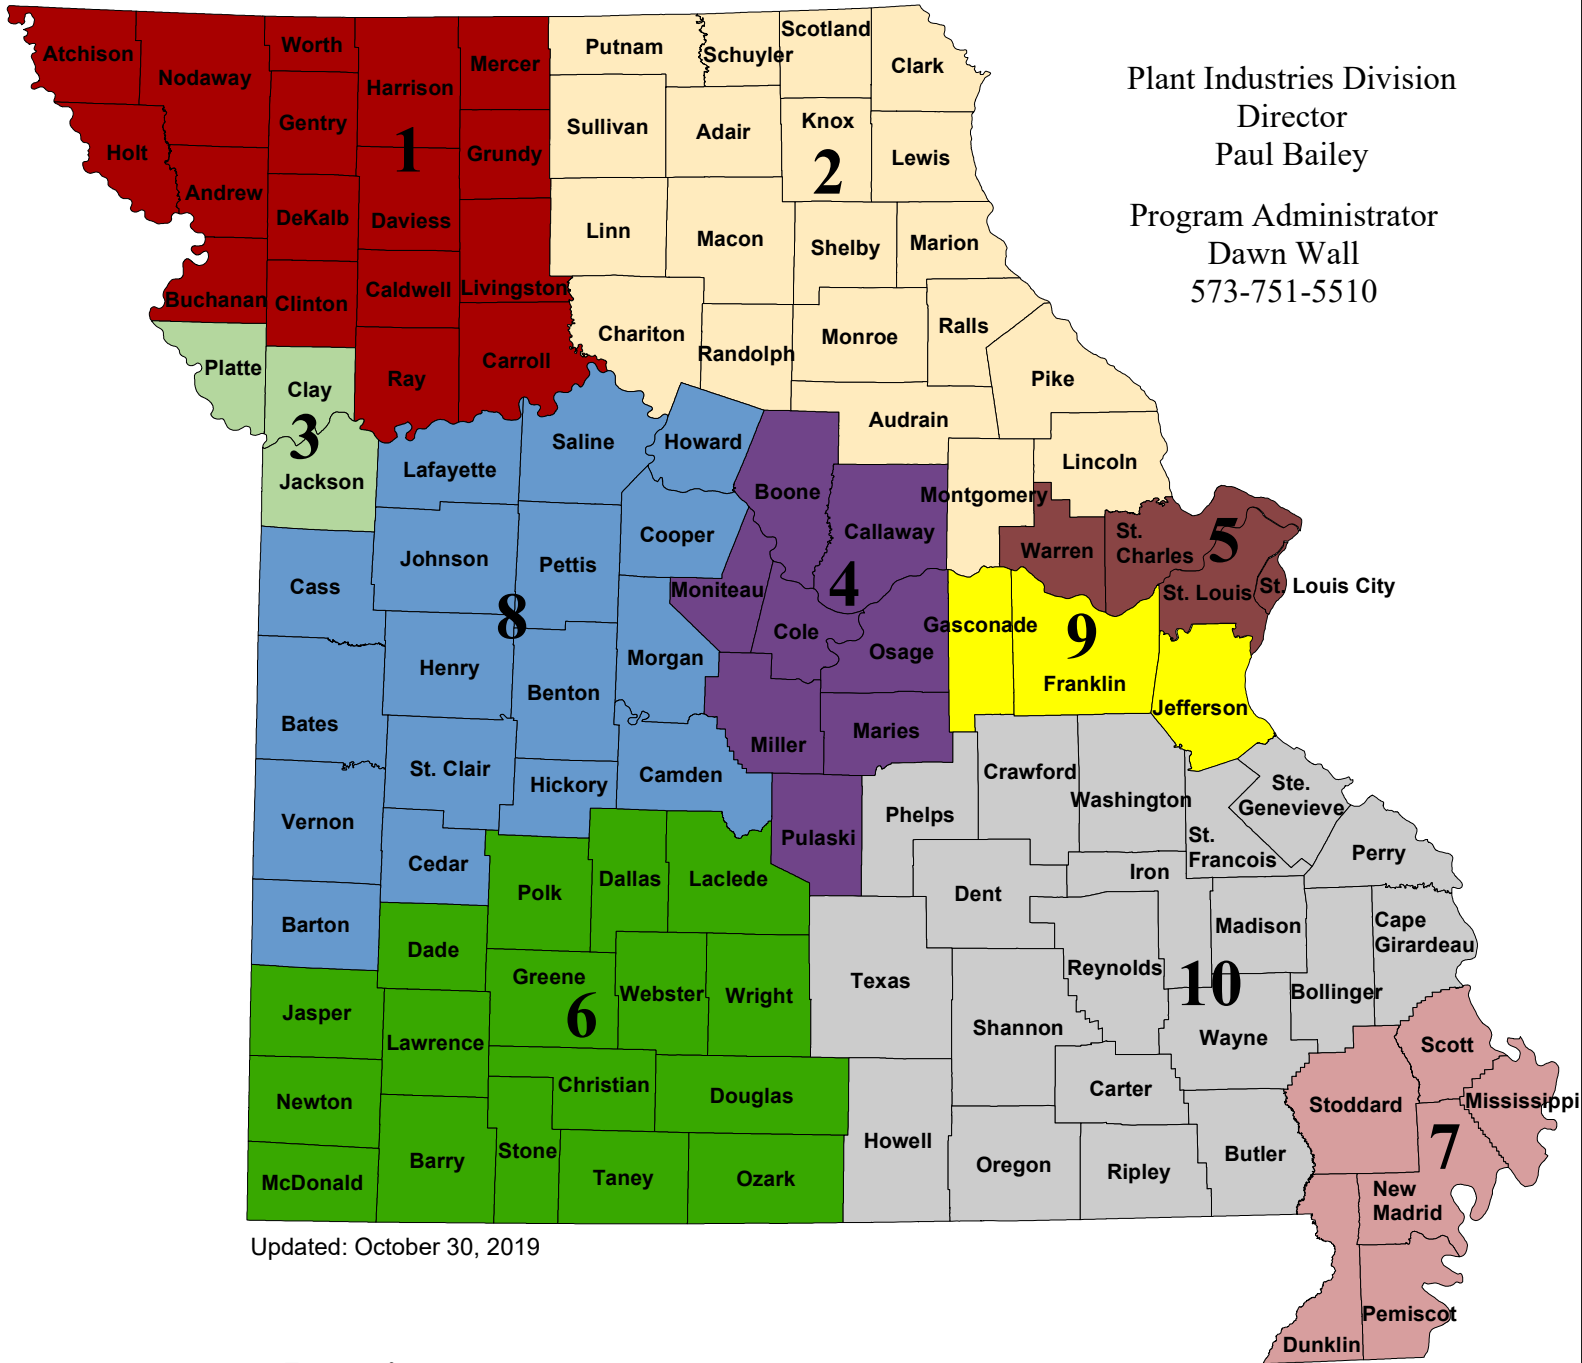 Plant Industries Division
Director
Paul Bailey
Program Administrator
Dawn Wall
573-751-5510
Atchison
Nodaway
Worth
Harrison
Mercer
Gentry
Holt
Andrew
DeKalb
Daviess
Grundy
1
Buchanan
Clinton
Caldwell
Livingston
Ray
Carroll
Putnam
Schuyler
Scotland
Clark
Sullivan
Adair
Knox
2
Lewis
Linn
Macon
Shelby
Marion
Chariton
Randolph
Monroe
Ralls
Pike
Audrain
Lincoln
Montgomery
Platte
Clay
3
Jackson
Boone
Callaway
4
Moniteau
Cole
Osage
Miller
Maries
Pulaski
Warren
St.
Charles
5
St. Louis
St. Louis City
Lafayette
Saline
Howard
Cooper
Johnson
Pettis
Cass
8
Henry
Benton
Morgan
Bates
St. Clair
Hickory
Camden
Vernon
Cedar
Barton
Gasconade
9
Franklin
Jefferson
Polk
Dallas
Laclede
Dade
Greene
6
Webster
Wright
Jasper
Lawrence
Christian
Douglas
Newton
Stone
Barry
Taney
Ozark
McDonald
Crawford
Washington
Phelps
Ste.
Genevieve
St.
Francois
Perry
Iron
Dent
Madison
Cape
Girardeau
Texas
Reynolds
10
Bollinger
Shannon
Wayne
Carter
Howell
Oregon
Ripley
Butler
Scott
Stoddard
Mississippi
7
New
Madrid
Pemiscot
Dunklin
Updated: October 30, 2019